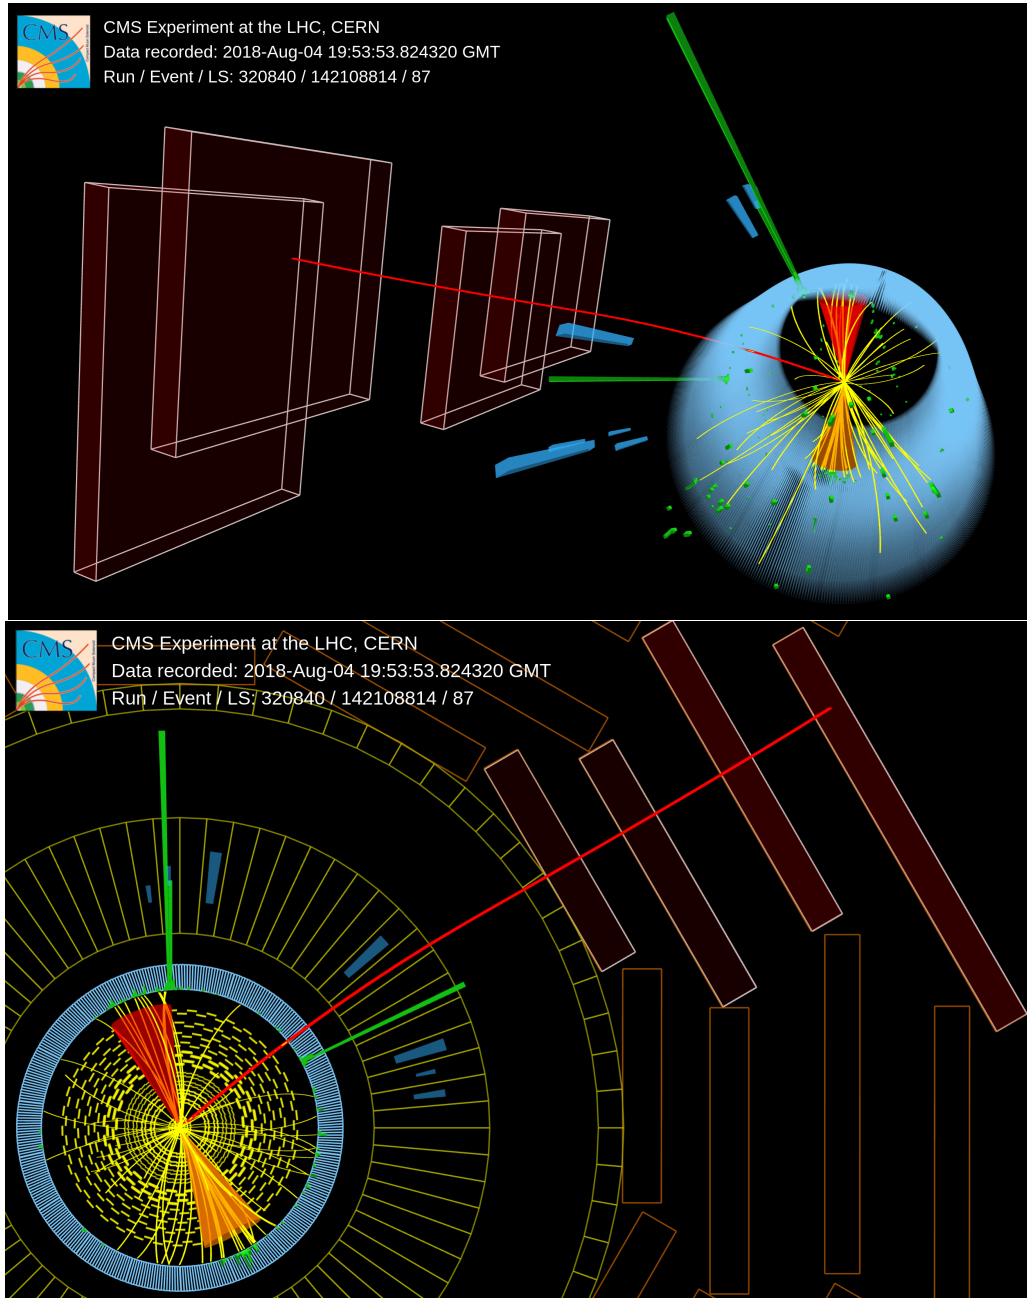 CMS
CMS Experiment at the LHC, CERN
Data recorded: 2018-Aug-04 19:53:53.824320 GMT
Run / Event / LS: 320840 / 142108814 / 87
CMS
CMS Experiment at the LHC, CERN
Data recorded: 2018-Aug-04 19:53:53.824320 GMT
Run / Event / LS: 320840 / 142108814 / 87